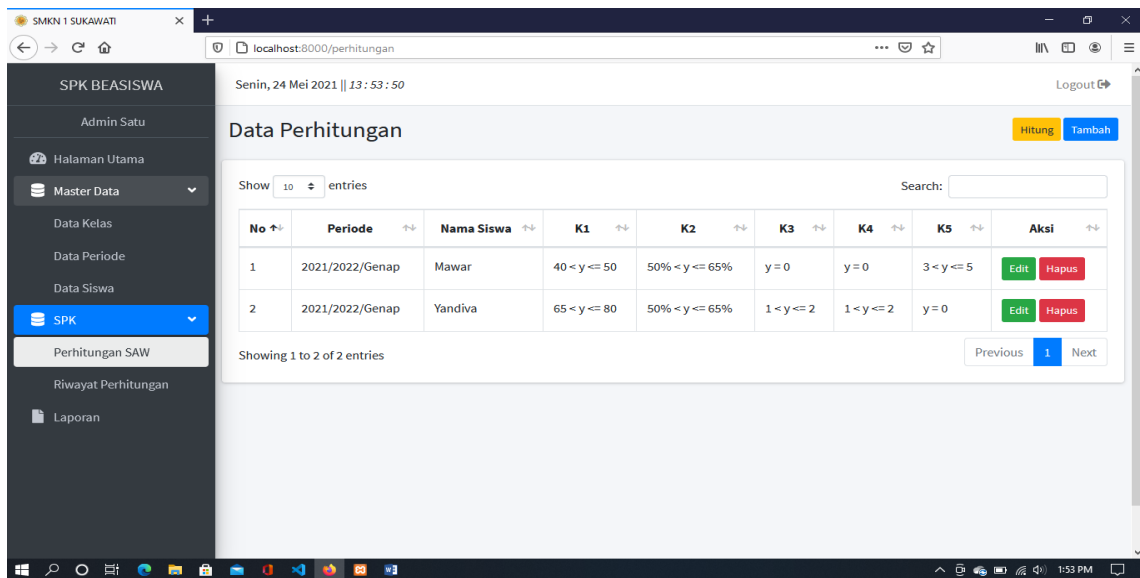 SMKN 1 SUKAWATI
localhost:8000/perhitungan
SPK BEASISWA
Admin Satu
Halaman Utama
Master Data
Data Kelas
Data Periode
Data Siswa
SPK
Perhitungan SAW
Riwayat Perhitungan
Laporan
Senin, 24 Mei 2021 || 13 : 53 : 50
Logout
Data Perhitungan
Hitung Tambah
Show 10 entries Search:
No Periode Nama Siswa K1 K2 K3 K4 K5 Aksi
1 2021/2022/Genap Mawar 40 < y <= 50 50% < y <= 65% y = 0 y = 0 3 < y <= 5 Edit Hapus
2 2021/2022/Genap Yandiva 65 < y <= 80 50% < y <= 65% 1 < y <= 2 1 < y <= 2 y = 0 Edit Hapus
Showing 1 to 2 of 2 entries
Previous 1 Next
1:53 PM